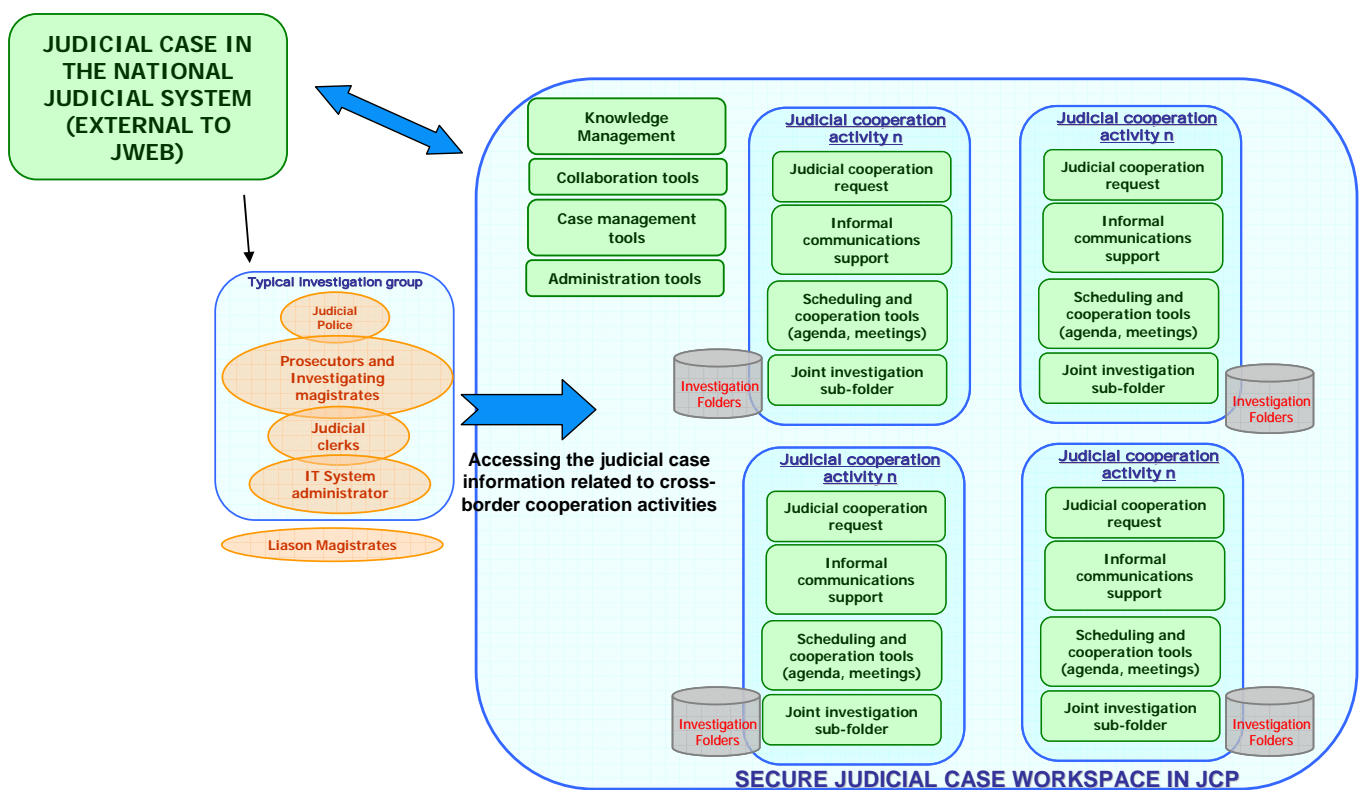 JUDICIAL CASE IN
THE NATIONAL
JUDICIAL SYSTEM
(EXTERNAL TO
JWEB)
Typical investigation group
Judicial
Police
Prosecutors and
Investigating
magistrates
Judicial
clerks
IT System
administrator
Liason Magistrates
Accessing the judicial case
information related to cross-
border cooperation activities
Knowledge
Management
Collaboration tools
Case management
tools
Administration tools
Judicial cooperation
activity n
Judicial cooperation
request
Informal
communications
support
Scheduling and
cooperation tools
(agenda, meetings)
Joint investigation
sub-folder
Investigation
Folders
Judicial cooperation
activity n
Judicial cooperation
request
Informal
communications
support
Scheduling and
cooperation tools
(agenda, meetings)
Joint investigation
sub-folder
Investigation
Folders
Judicial cooperation
activity n
Judicial cooperation
request
Informal
communications
support
Scheduling and
cooperation tools
(agenda, meetings)
Joint investigation
sub-folder
Investigation
Folders
Judicial cooperation
activity n
Judicial cooperation
request
Informal
communications
support
Scheduling and
cooperation tools
(agenda, meetings)
Joint investigation
sub-folder
Investigation
Folders
SECURE JUDICIAL CASE WORKSPACE IN JCP